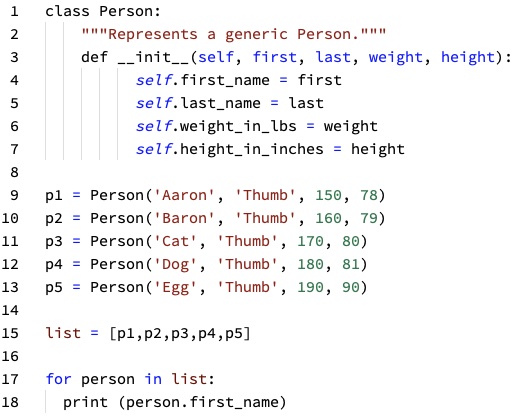 1 class Person:
2 """Represents a generic Person."""
3 def __init__(self, first, last, weight, height):
4 self.first_name = first
5 self.last_name = last
6 self.weight_in_lbs = weight
7 self.height_in_inches = height
8
9 p1 = Person('Aaron', 'Thumb', 150, 78)
10 p2 = Person('Baron', 'Thumb', 160, 79)
11 p3 = Person('Cat', 'Thumb', 170, 80)
12 p4 = Person('Dog', 'Thumb', 180, 81)
13 p5 = Person('Egg', 'Thumb', 190, 90)
14
15 list = [p1,p2,p3,p4,p5]
16
17 for person in list:
18 print (person.first_name)